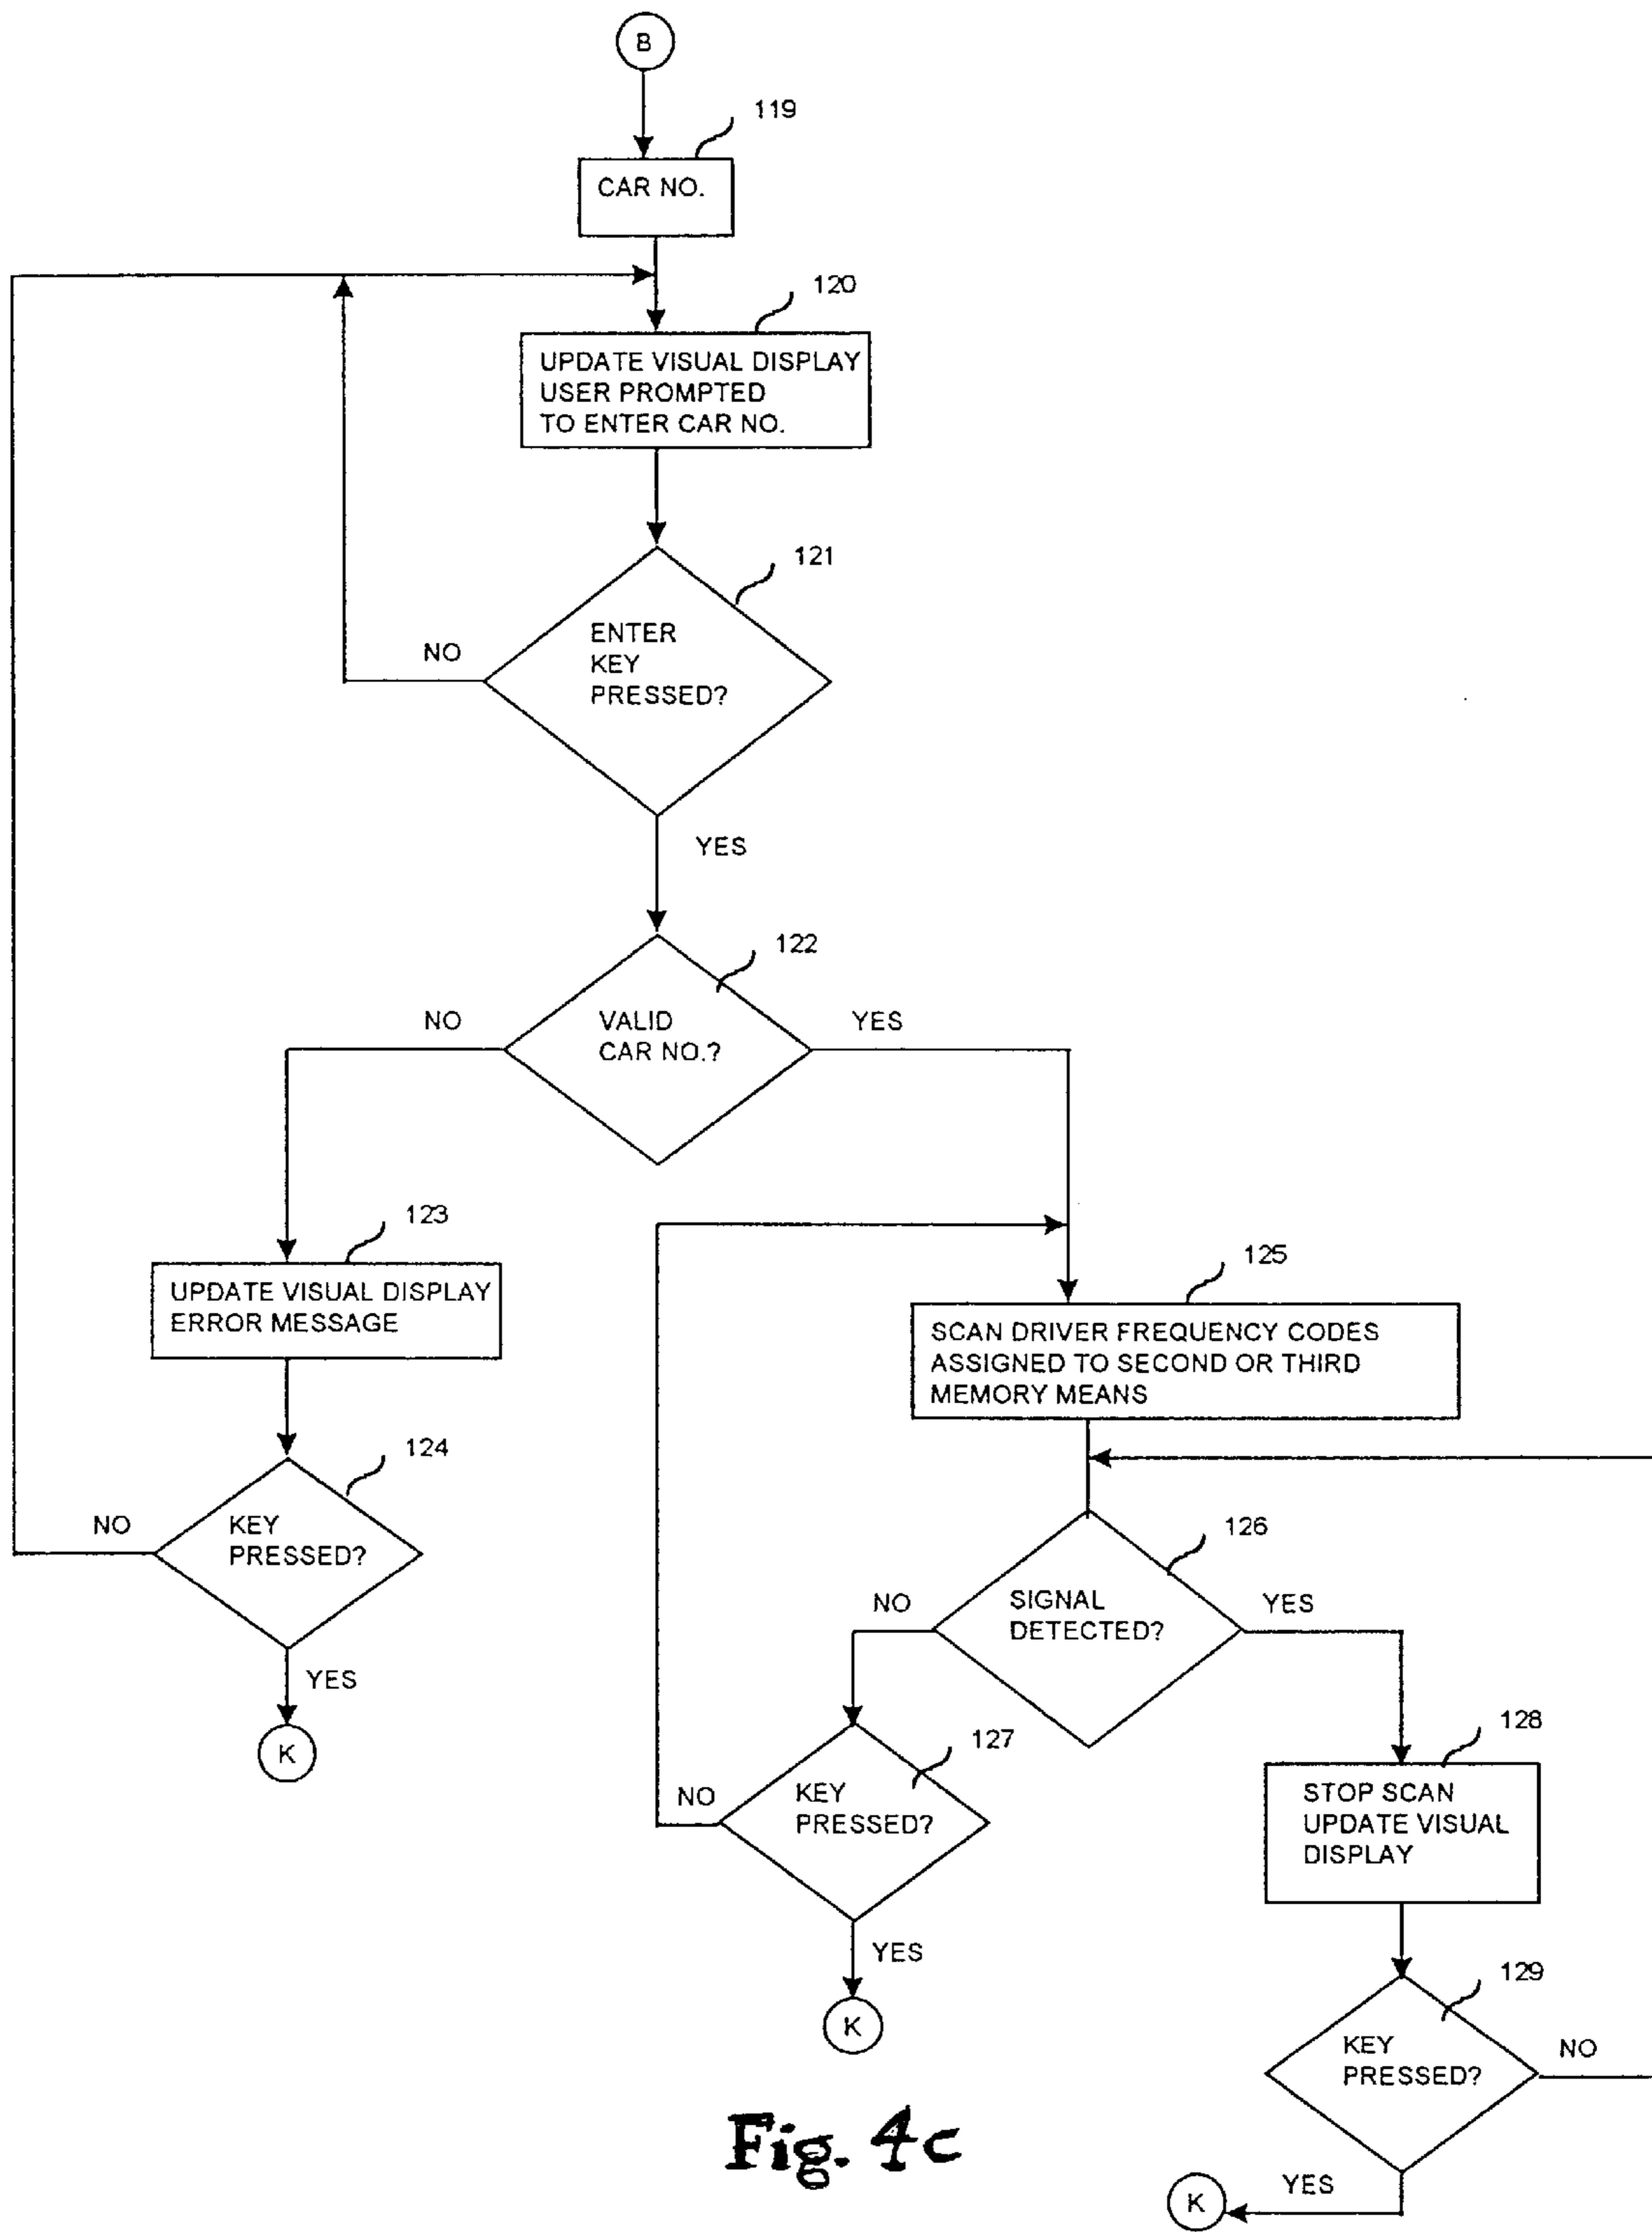 B
119
CAR NO.
120
UPDATE VISUAL DISPLAY
USER PROMPTED
TO ENTER CAR NO.
121
ENTER
KEY
PRESSED?
NO
YES
122
VALID
CAR NO.?
NO
YES
123
UPDATE VISUAL DISPLAY
ERROR MESSAGE
124
KEY
PRESSED?
NO
YES
K
125
SCAN DRIVER FREQUENCY CODES
ASSIGNED TO SECOND OR THIRD
MEMORY MEANS
126
SIGNAL
DETECTED?
NO
YES
127
KEY
PRESSED?
NO
YES
K
128
STOP SCAN
UPDATE VISUAL
DISPLAY
129
KEY
PRESSED?
NO
YES
K
Fig. 4c